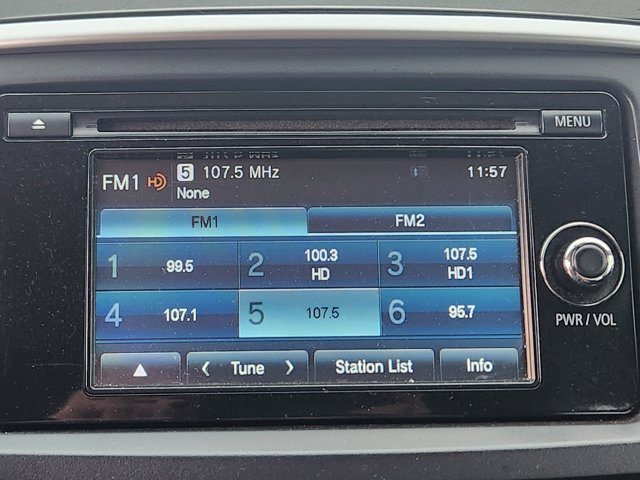 MENU
FM1 HD 5 107.5 MHz 11:57
None
FM1 FM2
1 99.5 2 100.3 HD 3 107.5 HD1
4 107.1 5 107.5 6 95.7
< Tune > Station List Info
PWR / VOL